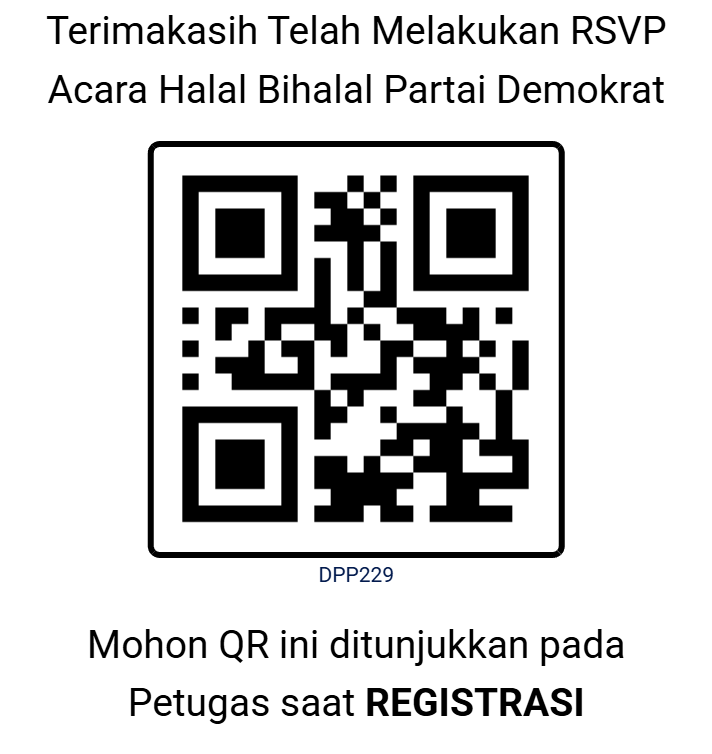 Terimakasih Telah Melakukan RSVP
Acara Halal Bihalal Partai Demokrat
DPP229
Mohon QR ini ditunjukkan pada
Petugas saat REGISTRASI